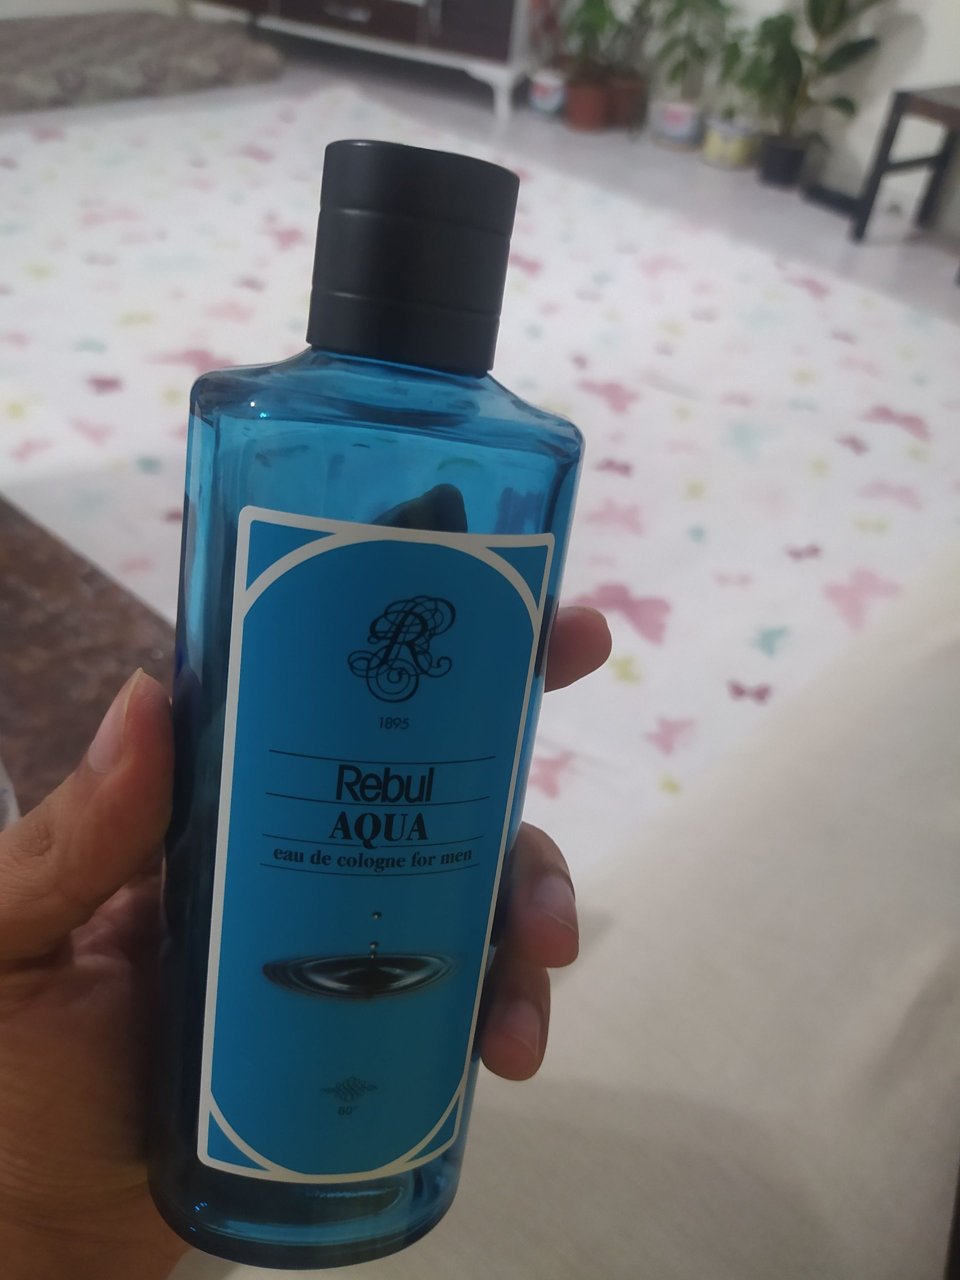 R
1895
Rebul
AQUA
eau de cologne for men
80°